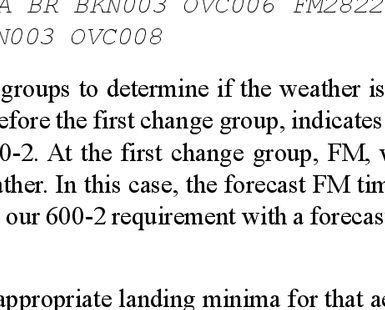 A BR BKN003 OVC006 FM2822
N003 OVC008
groups to determine if the weather is
efore the first change group, indicates
0-2. At the first change group, FM, v
ather. In this case, the forecast FM tim
our 600-2 requirement with a forecas
appropriate landing minima for that ae